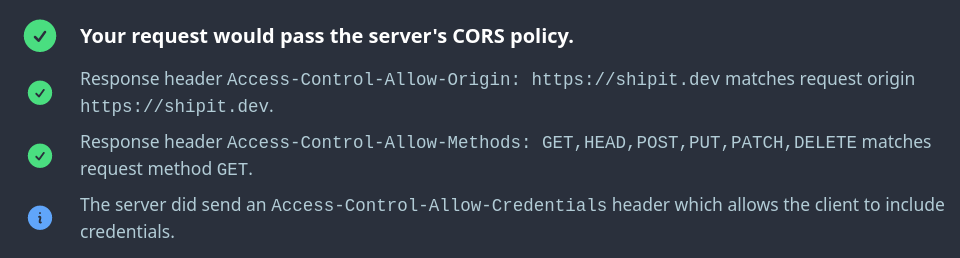 Your request would pass the server's CORS policy.
Response header Access-Control-Allow-Origin: https://shipit.dev matches request origin
https://shipit.dev.
Response header Access-Control-Allow-Methods: GET,HEAD,POST,PUT,PATCH,DELETE matches
request method GET.
The server did send an Access-Control-Allow-Credentials header which allows the client to include
credentials.